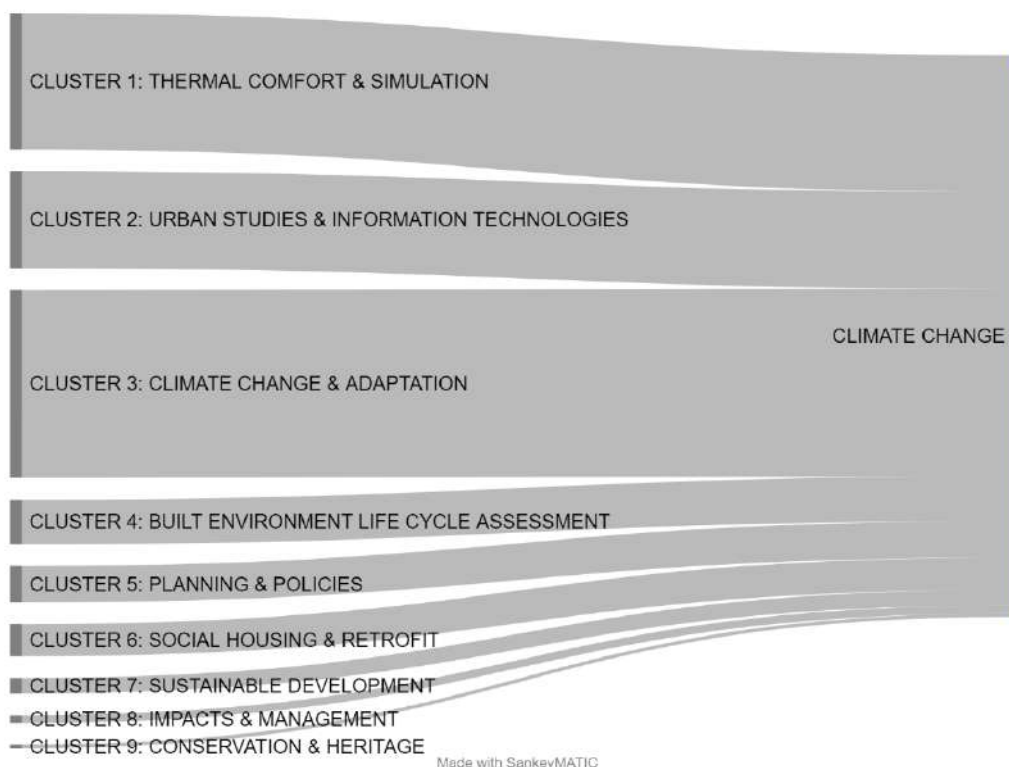 CLUSTER 1: THERMAL COMFORT & SIMULATION
CLUSTER 2: URBAN STUDIES & INFORMATION TECHNOLOGIES
CLIMATE CHANGE
CLUSTER 3: CLIMATE CHANGE & ADAPTATION
CLUSTER 4: BUILT ENVIRONMENT LIFE CYCLE ASSESSMENT
CLUSTER 5: PLANNING & POLICIES
CLUSTER 6: SOCIAL HOUSING & RETROFIT
CLUSTER 7: SUSTAINABLE DEVELOPMENT
CLUSTER 8: IMPACTS & MANAGEMENT
CLUSTER 9: CONSERVATION & HERITAGE
Made with SankeyMATIC